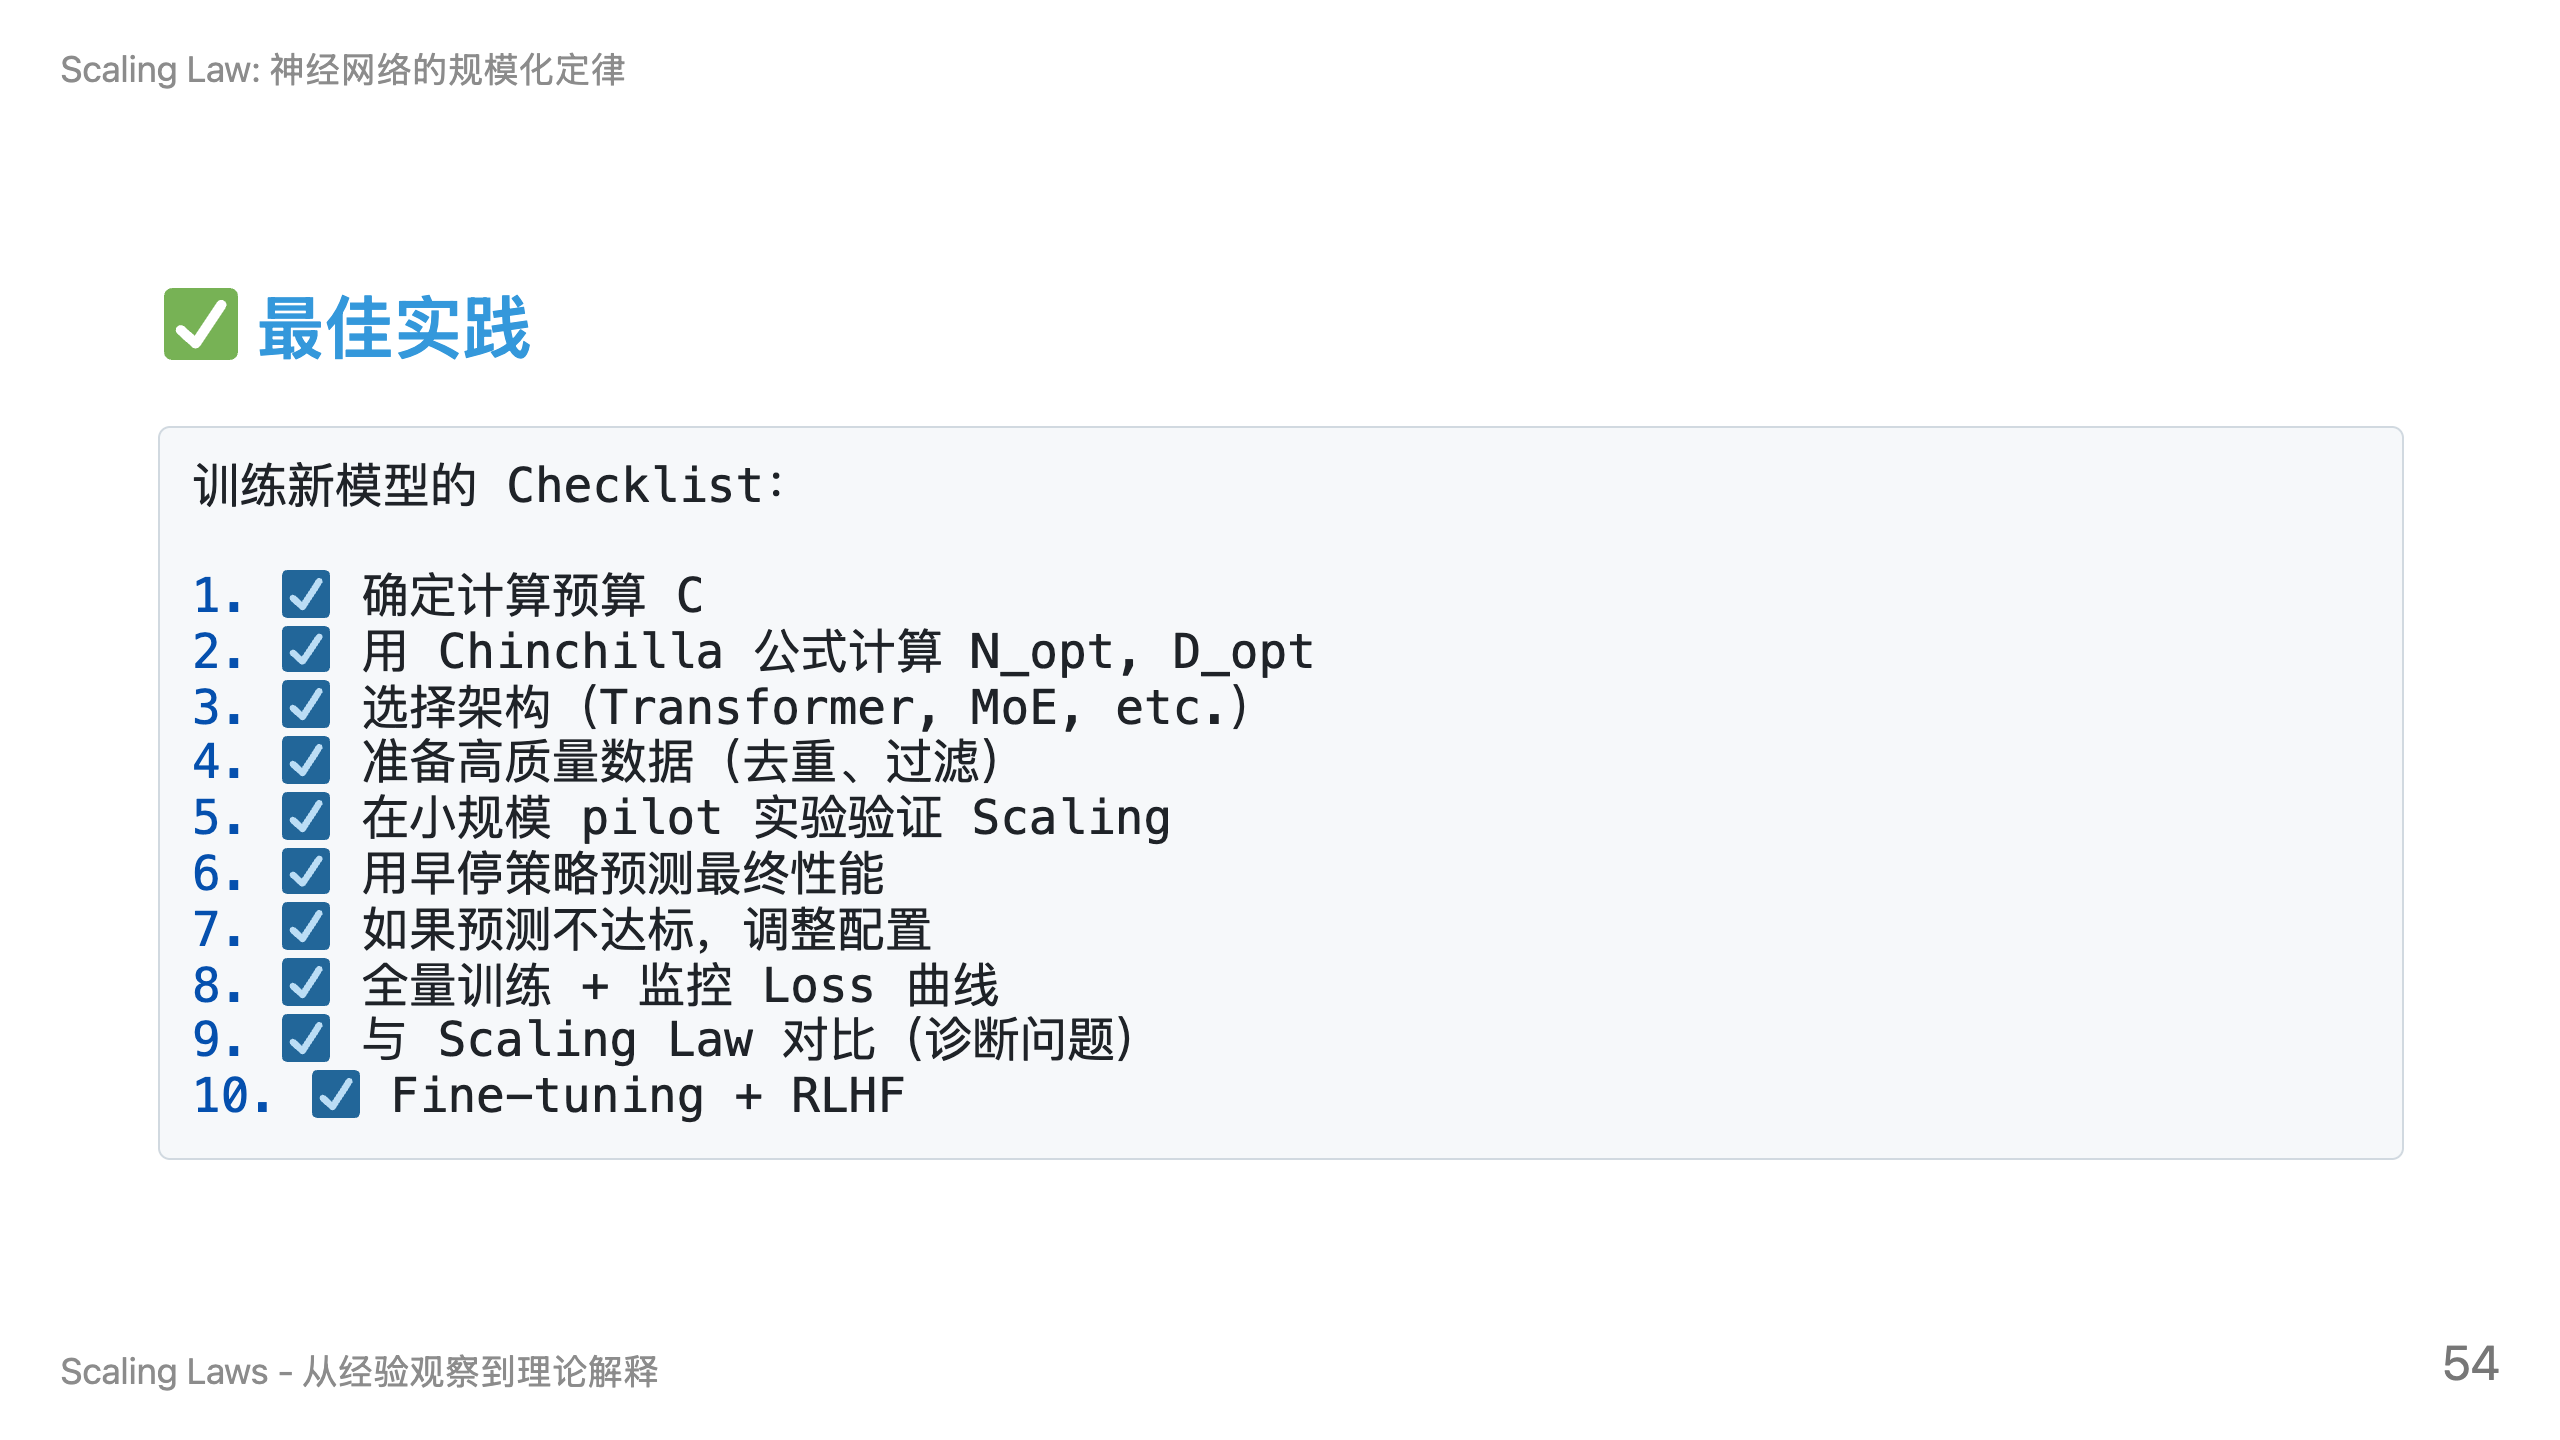 Scaling Law: 神经网络的规模化定律
✅ 最佳实践
训练新模型的 Checklist：
1. ☑ 确定计算预算 C
2. ☑ 用 Chinchilla 公式计算 N_opt, D_opt
3. ☑ 选择架构（Transformer, MoE, etc.）
4. ☑ 准备高质量数据（去重、过滤）
5. ☑ 在小规模 pilot 实验验证 Scaling
6. ☑ 用早停策略预测最终性能
7. ☑ 如果预测不达标，调整配置
8. ☑ 全量训练 + 监控 Loss 曲线
9. ☑ 与 Scaling Law 对比（诊断问题）
10. ☑ Fine-tuning + RLHF
Scaling Laws - 从经验观察到理论解释
54